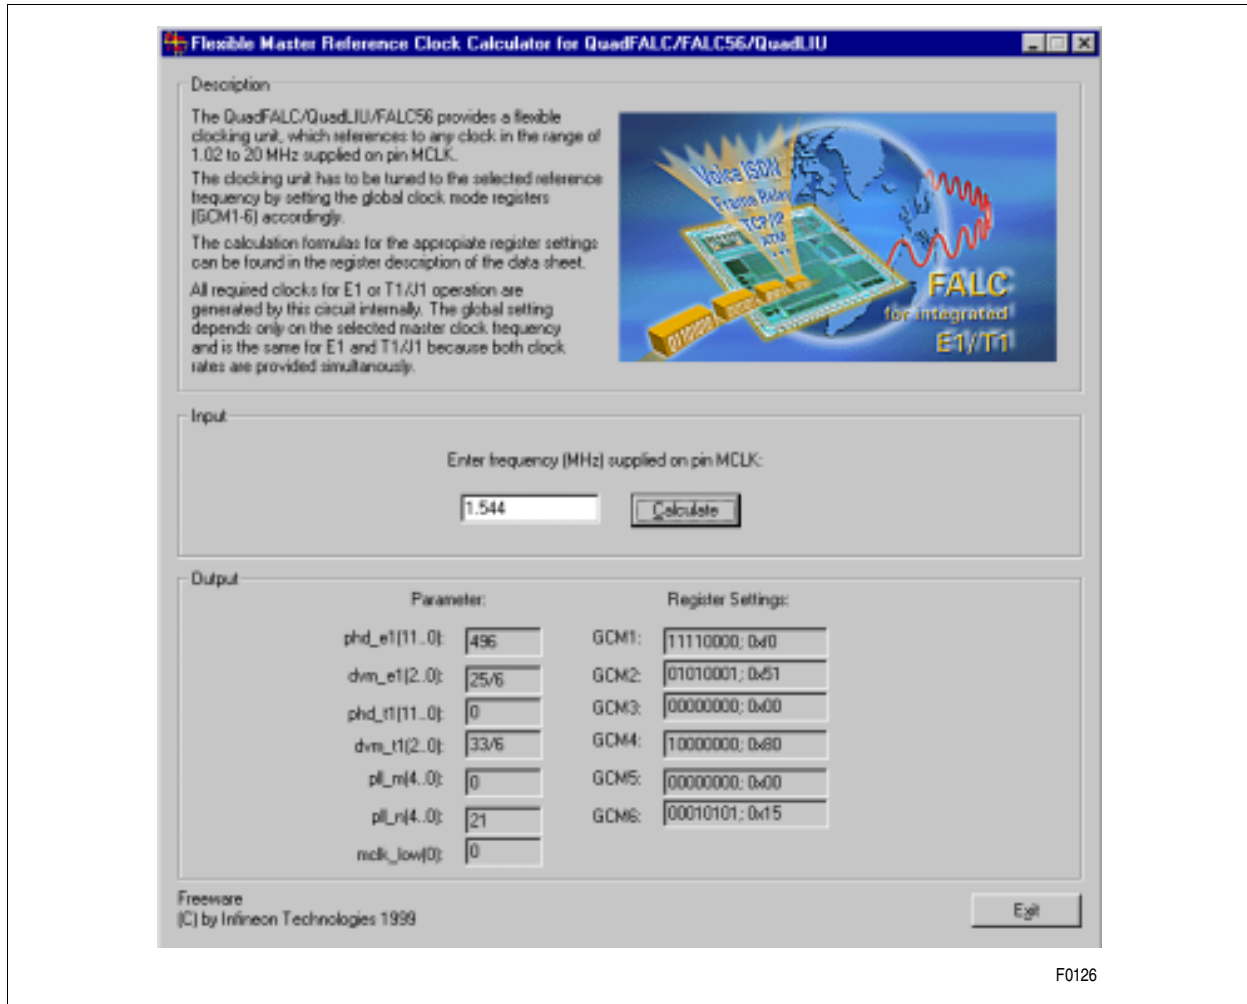 Flexible Master Reference Clock Calculator for QuadFALC/FALC56/QuadLIU
Description
The QuadFALC/QuadLIU/FALC56 provides a flexible
clocking unit, which references to any clock in the range of
1.02 to 20 MHz supplied on pin MCLK.
The clocking unit has to be tuned to the selected reference
frequency by setting the global clock mode registers
(GCM1-6) accordingly.
The calculation formulas for the appropiate register settings
can be found in the register description of the data sheet.
All required clocks for E1 or T1/J1 operation are
generated by this circuit internally. The global setting
depends only on the selected master clock frequency
and is the same for E1 and T1/J1 because both clock
rates are provided simultaneously.
Voice ISDN
Frame Relay
TCP/IP
ATM
...
01101001
FALC
for integrated
E1/T1
Input
Enter frequency (MHz) supplied on pin MCLK:
1.544
Calculate
Output
Parameter:
Register Settings:
phd_e1(11..0): 496 GCM1: 11110000; 0xf0
dvm_e1(2..0): 25/6 GCM2: 01010001; 0x51
phd_t1(11..0): 0 GCM3: 00000000; 0x00
dvm_t1(2..0): 33/6 GCM4: 10000000; 0x80
pll_m(4..0): 0 GCM5: 00000000; 0x00
pll_n(4..0): 21 GCM6: 00010101; 0x15
mclk_low(0): 0
Freeware
(C) by Infineon Technologies 1999
Exit
F0126